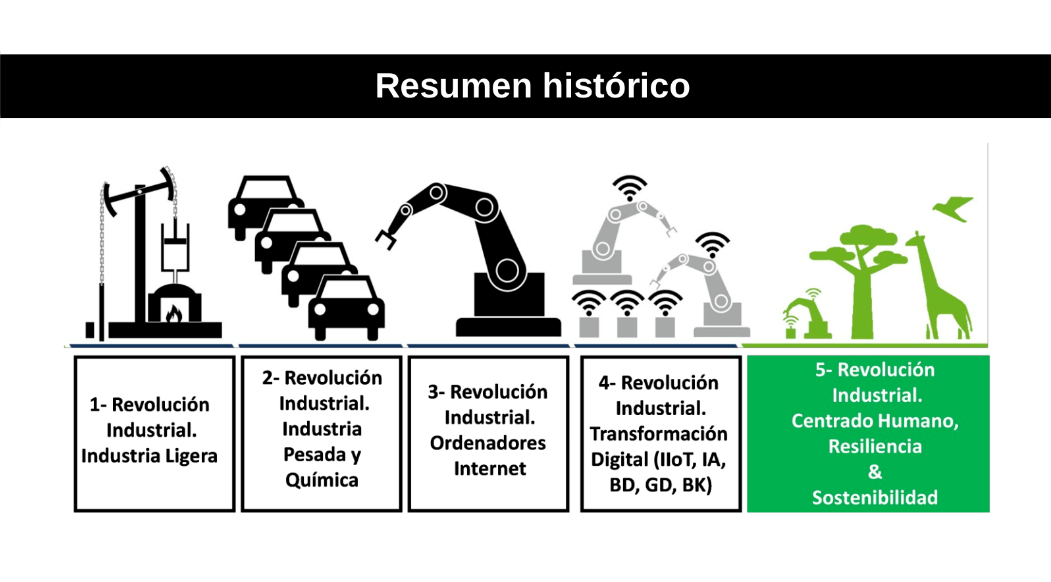 Resumen histórico
1- Revolución
Industrial.
Industria Ligera
2- Revolución
Industrial.
Industria
Pesada y
Química
3- Revolución
Industrial.
Ordenadores
Internet
4- Revolución
Industrial.
Transformación
Digital (IIoT, IA,
BD, GD, BK)
5- Revolución
Industrial.
Centrado Humano,
Resiliencia
&
Sostenibilidad